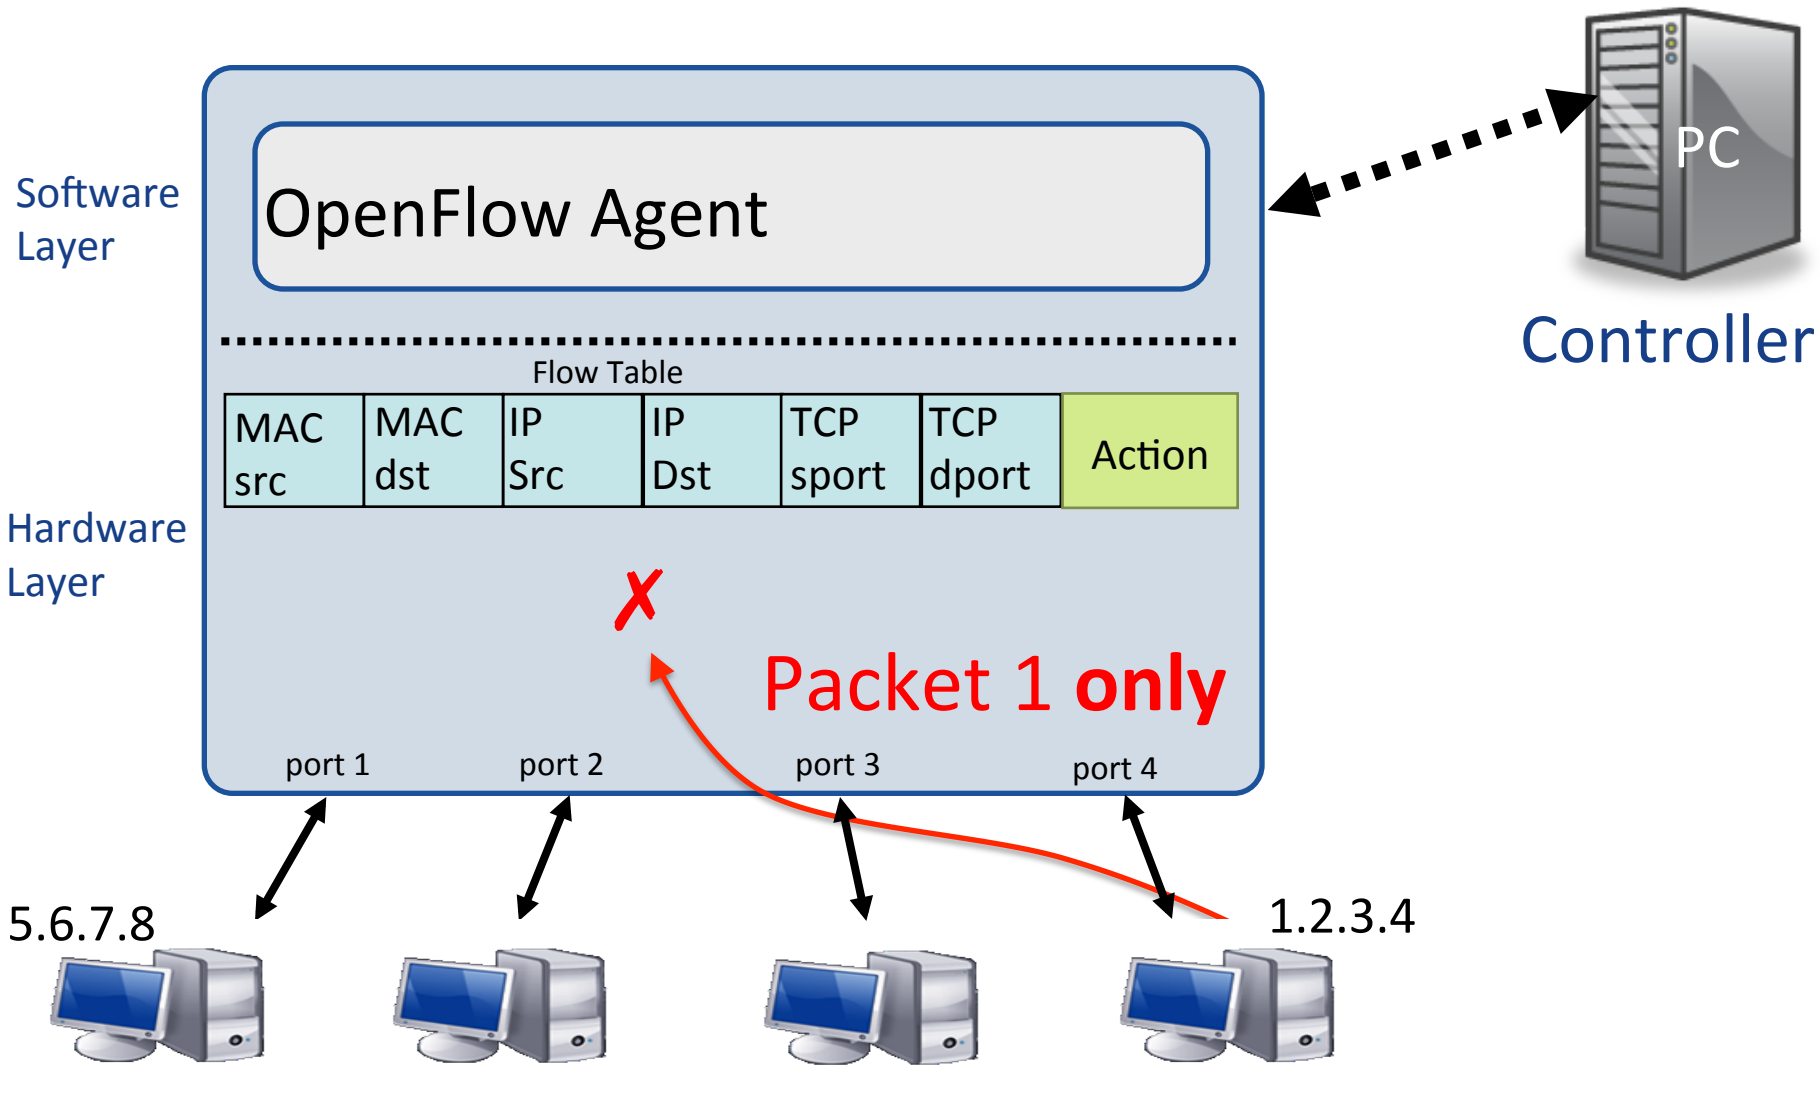 PC
Controller
Software
Layer
OpenFlow Agent
Flow Table
MAC
src
MAC
dst
IP
Src
IP
Dst
TCP
sport
TCP
dport
Action
Hardware
Layer
✗
Packet 1 only
port 1
port 2
port 3
port 4
5.6.7.8
1.2.3.4